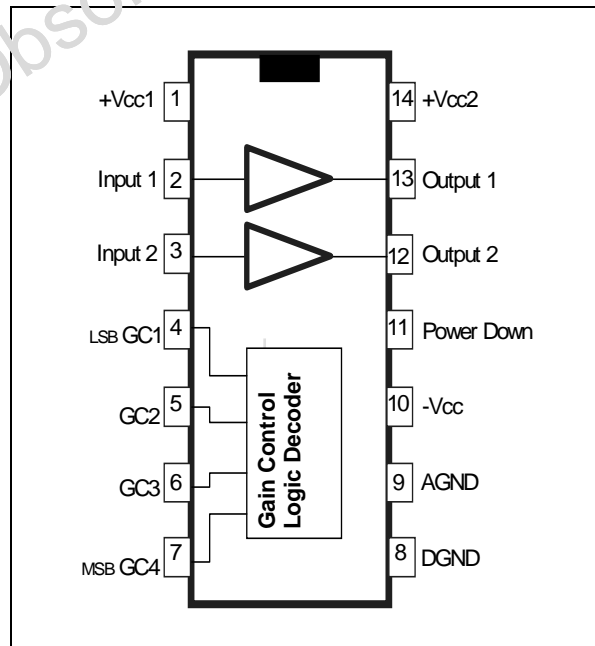 +Vcc1 1
14 +Vcc2
Input 1 2
13 Output 1
Input 2 3
12 Output 2
LSB GC1 4
11 Power Down
GC2 5
10 -Vcc
GC3 6
9 AGND
MSB GC4 7
8 DGND
Gain Control
Logic Decoder